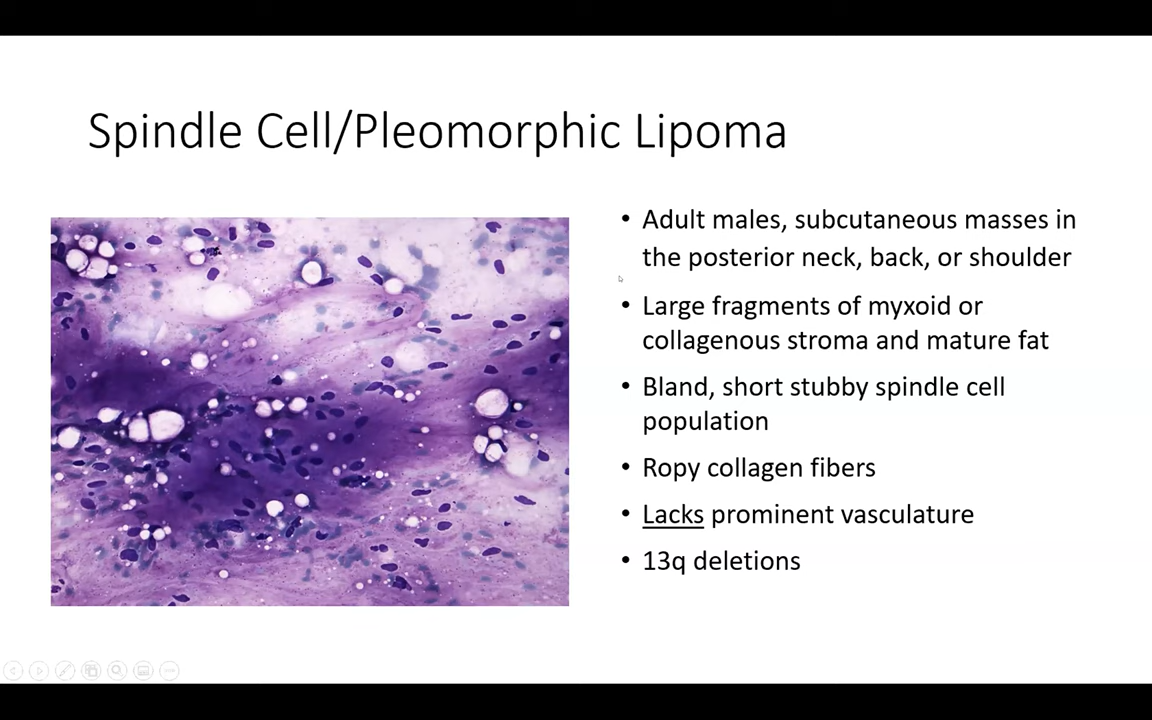 Spindle Cell/Pleomorphic Lipoma
• Adult males, subcutaneous masses in
the posterior neck, back, or shoulder
• Large fragments of myxoid or
collagenous stroma and mature fat
• Bland, short stubby spindle cell
population
• Ropy collagen fibers
• Lacks prominent vasculature
• 13q deletions